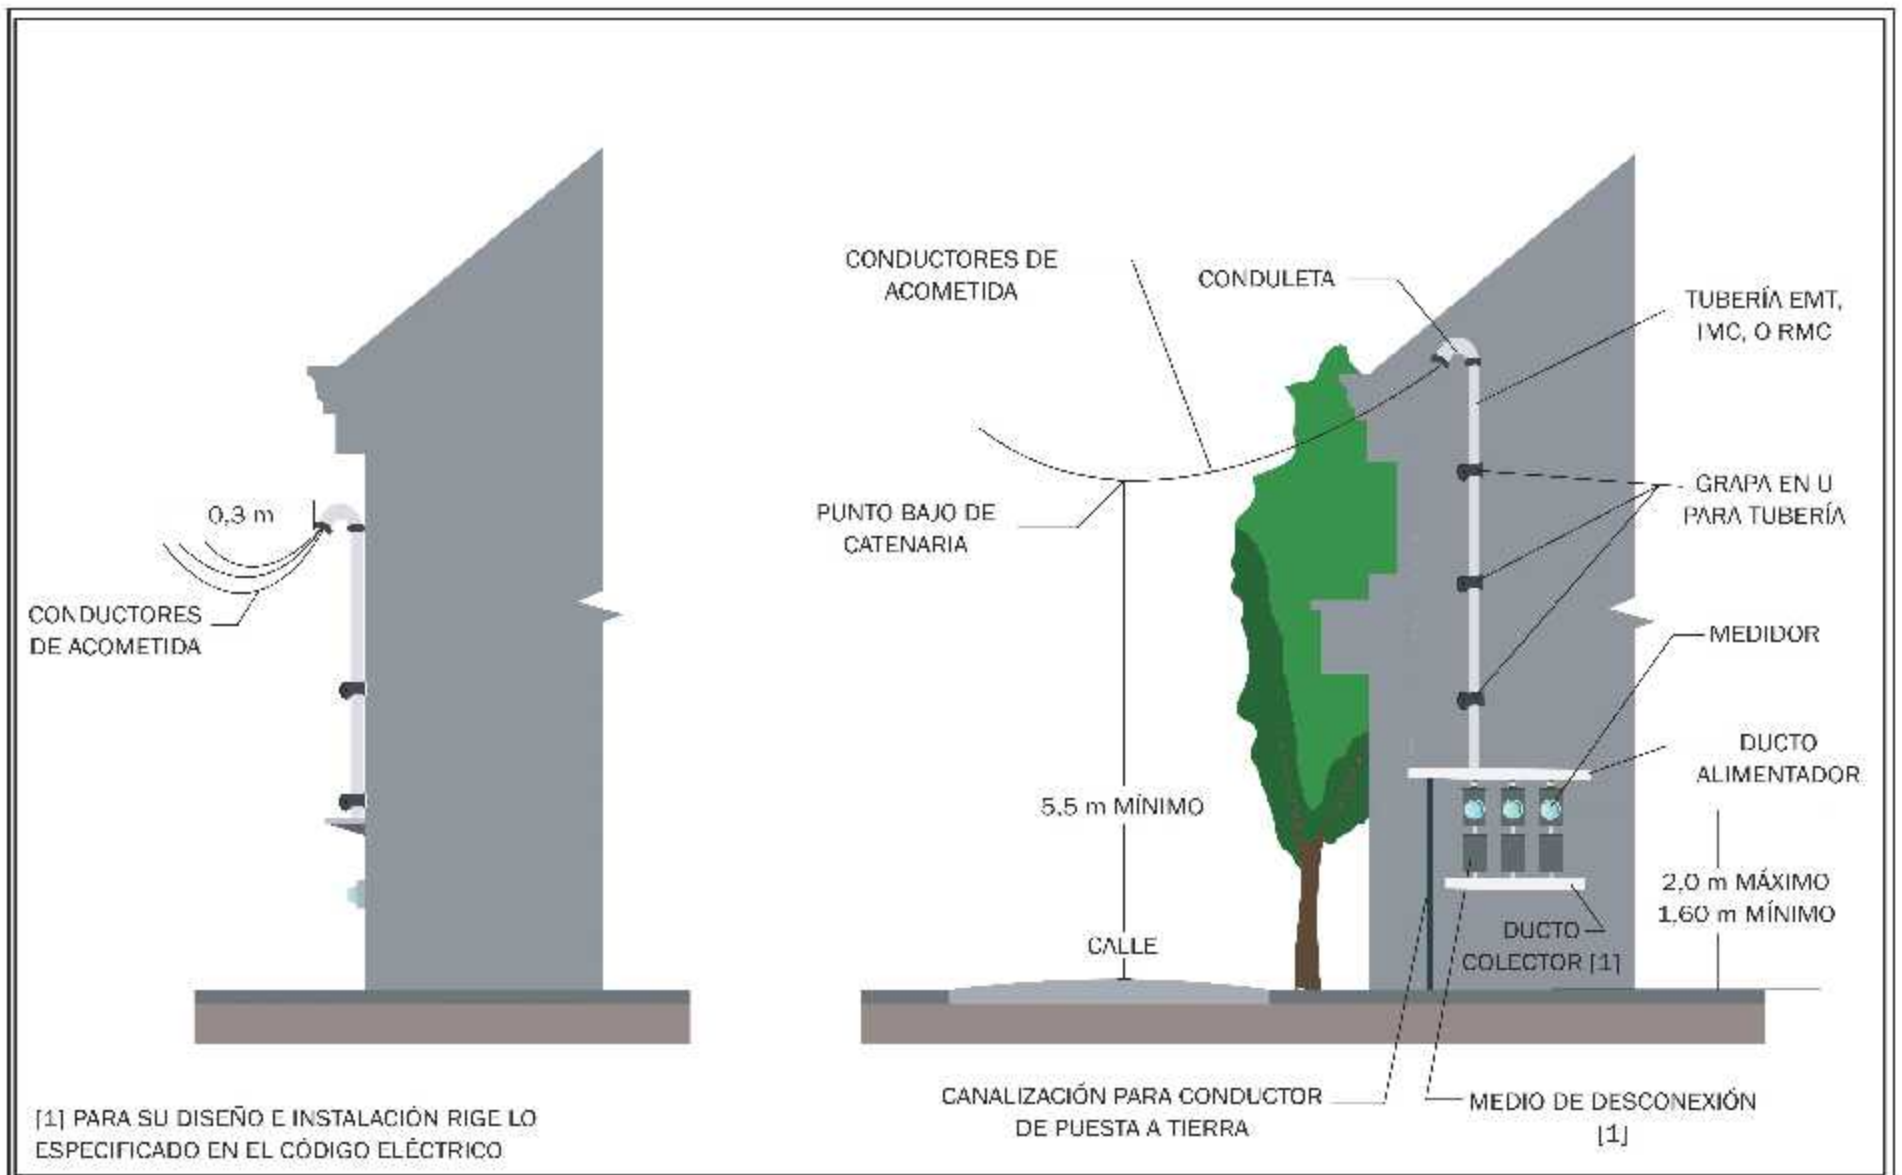 CONDUCTORES DE
ACOMETIDA
CONDULETA
TUBERÍA EMT,
IMC, O RMC
0,3 m
PUNTO BAJO DE
CATENARIA
GRAPA EN U
PARA TUBERÍA
CONDUCTORES
DE ACOMETIDA
MEDIDOR
DUCTO
ALIMENTADOR
5,5 m MÍNIMO
2,0 m MÁXIMO
1,60 m MÍNIMO
CALLE
DUCTO
COLECTOR [1]
CANALIZACIÓN PARA CONDUCTOR
DE PUESTA A TIERRA
MEDIO DE DESCONEXIÓN
[1]
[1] PARA SU DISEÑO E INSTALACIÓN RIGE LO
ESPECIFICADO EN EL CÓDIGO ELÉCTRICO